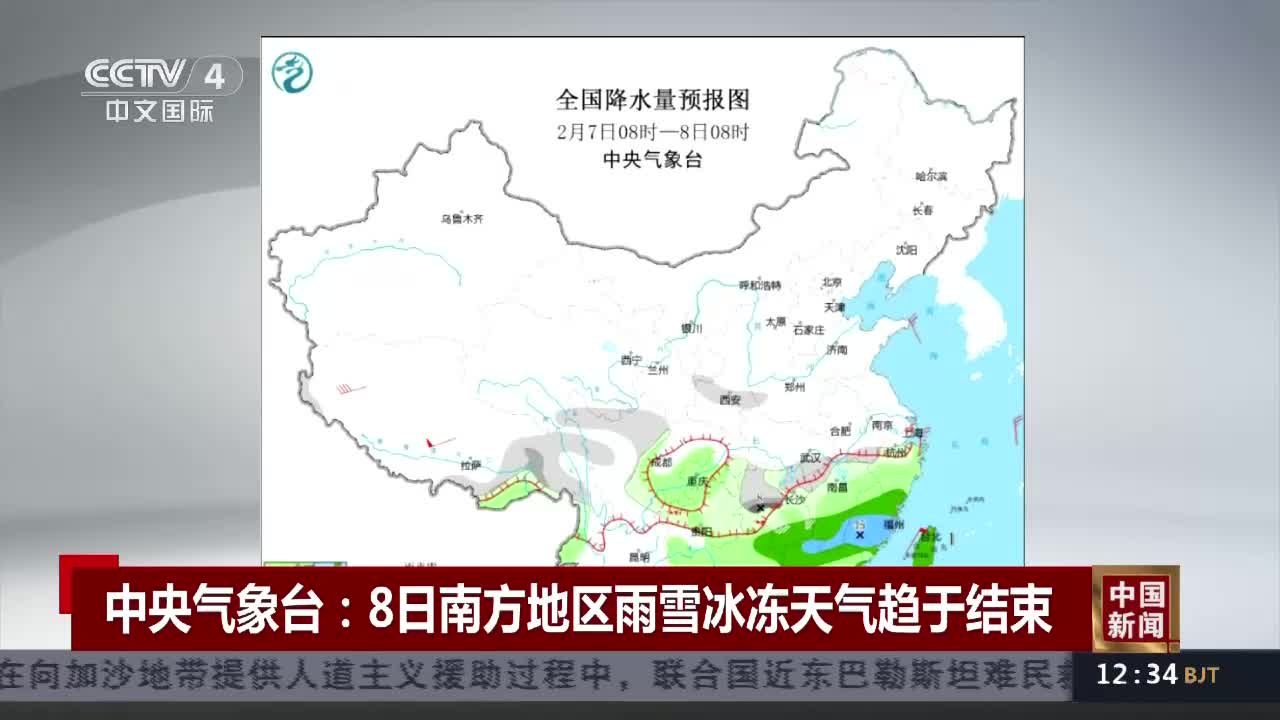 CCTV 4
中文国际
全国降水量预报图
2月7日08时—8日08时
中央气象台
哈尔滨
长春
乌鲁木齐
沈阳
呼和浩特
北京
天津
银川
太原
石家庄
西宁
兰州
济南
西安
郑州
合肥
南京
上海
成都
武汉
杭州
拉萨
重庆
南昌
长沙
贵阳
福州
台北
昆明
中央气象台：8日南方地区雨雪冰冻天气趋于结束
中国
新闻
在向加沙地带提供人道主义援助过程中，联合国近东巴勒斯坦难民
12:34 BJT